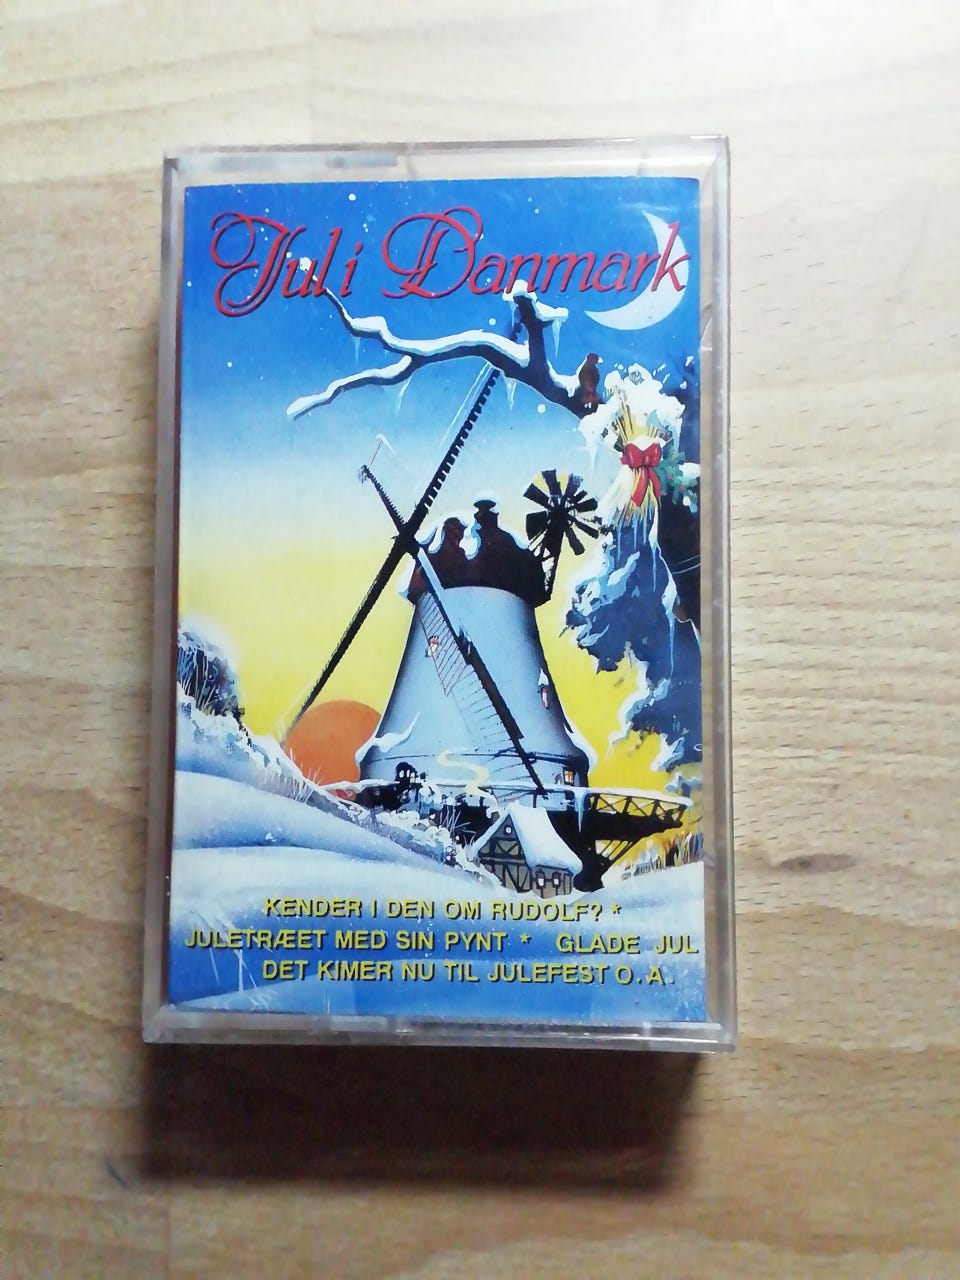 Jul i Danmark
KENDER I DEN OM RUDOLF? *
JULETRÆET MED SIN PYNT * GLADE JUL
DET KIMER NU TIL JULEFEST O.A.